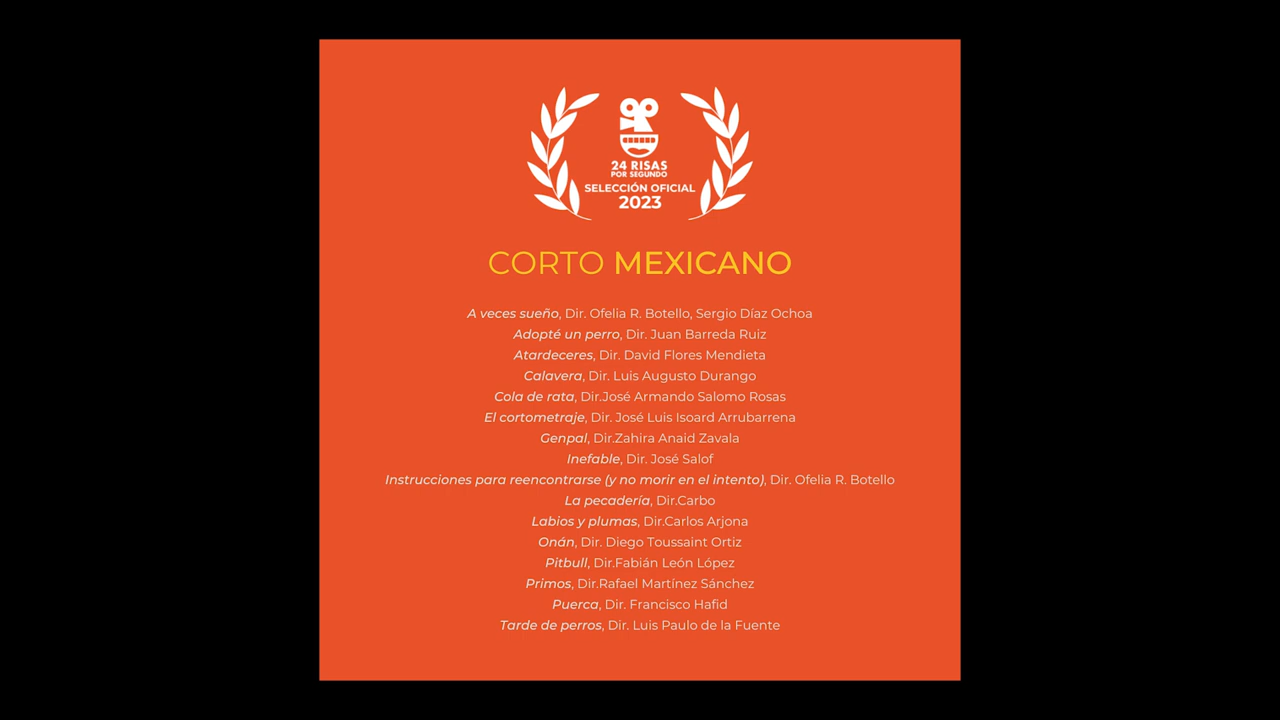 24 RISAS
POR SEGUNDO
SELECCIÓN OFICIAL
2023
CORTO MEXICANO
A veces sueño, Dir. Ofelia R. Botello, Sergio Díaz Ochoa
Adopté un perro, Dir. Juan Barreda Ruiz
Atardeceres, Dir. David Flores Mendieta
Calavera, Dir. Luis Augusto Durango
Cola de rata, Dir.José Armando Salomo Rosas
El cortometraje, Dir. José Luis Isoard Arrubarrena
Genpal, Dir.Zahira Anaid Zavala
Inefable, Dir. José Salof
Instrucciones para reencontrarse (y no morir en el intento), Dir. Ofelia R. Botello
La pecadería, Dir.Carbo
Labios y plumas, Dir.Carlos Arjona
Onán, Dir. Diego Toussaint Ortiz
Pitbull, Dir.Fabián León López
Primos, Dir.Rafael Martínez Sánchez
Puerca, Dir. Francisco Hafid
Tarde de perros, Dir. Luis Paulo de la Fuente